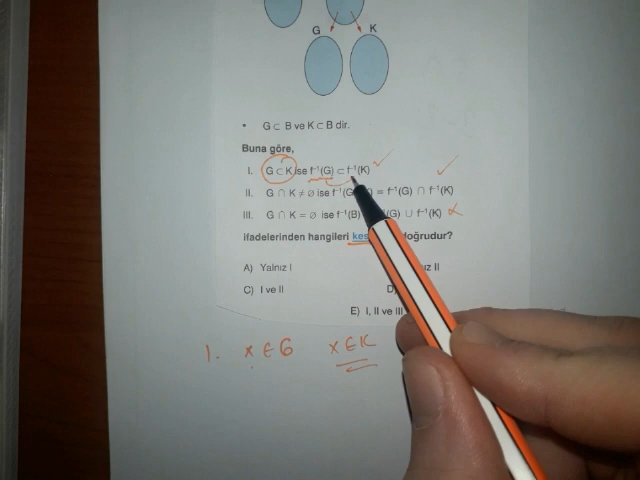 G K
• G ⊂ B ve K ⊂ B dir.
Buna göre,
I. G ⊂ K ise f⁻¹(G) ⊂ f⁻¹(K)
II. G ∩ K ≠ ∅ ise f⁻¹(G ) = f⁻¹(G) ∩ f⁻¹(K)
III. G ∩ K = ∅ ise f⁻¹(B) (G) ∪ f⁻¹(K)
ifadelerinden hangileri doğrudur?
A) Yalnız I II
C) I ve II D)
E) I, II ve III
1. x ∈ G x ∈ K